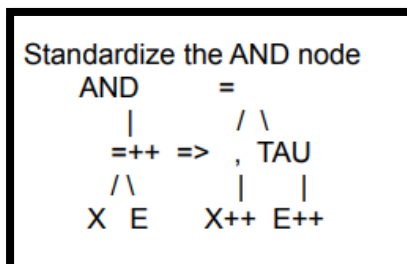 Standardize the AND node
AND =
| / \
=++ => , TAU
/ \ | |
X E X++ E++